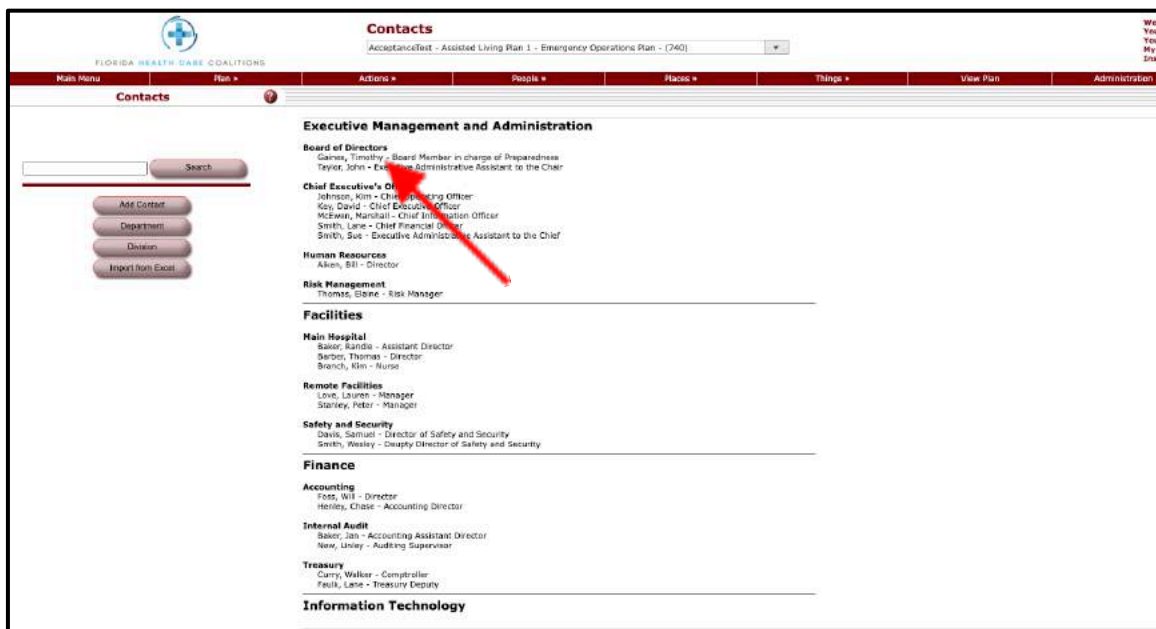 Contacts
AcceptanceTest - Assisted Living Plan 1 - Emergency Operations Plan - (740)
We
You
You
My
Ins
FLORIDA HEALTH CARE COALITIONS
Main Menu Plan » Actions » People » Places » Things » View Plan Administration
Contacts ?
Executive Management and Administration
Board of Directors
Gaines, Timothy - Board Member in charge of Preparedness
Taylor, John - Executive Administrative Assistant to the Chair
Search
Chief Executive's
Johnson, Kim - Chief Operating Officer
Key, David - Chief Executive Officer
McEwen, Marshall - Chief Information Officer
Smith, Lane - Chief Financial Officer
Smith, Sue - Executive Administrative Assistant to the Chief
Add Contact
Department
Division
Import from Excel
Human Resources
Aiken, Bill - Director
Risk Management
Thomas, Elaine - Risk Manager
Facilities
Main Hospital
Baker, Randle - Assistant Director
Barber, Thomas - Director
Branch, Kim - Nurse
Remote Facilities
Love, Lauren - Manager
Stanley, Peter - Manager
Safety and Security
Davis, Samuel - Director of Safety and Security
Smith, Wesley - Deupty Director of Safety and Security
Finance
Accounting
Foss, Will - Director
Henley, Chase - Accounting Director
Internal Audit
Baker, Jan - Accounting Assistant Director
New, Linley - Auditing Supervisor
Treasury
Curry, Walker - Comptroller
Faulk, Lane - Treasury Deputy
Information Technology